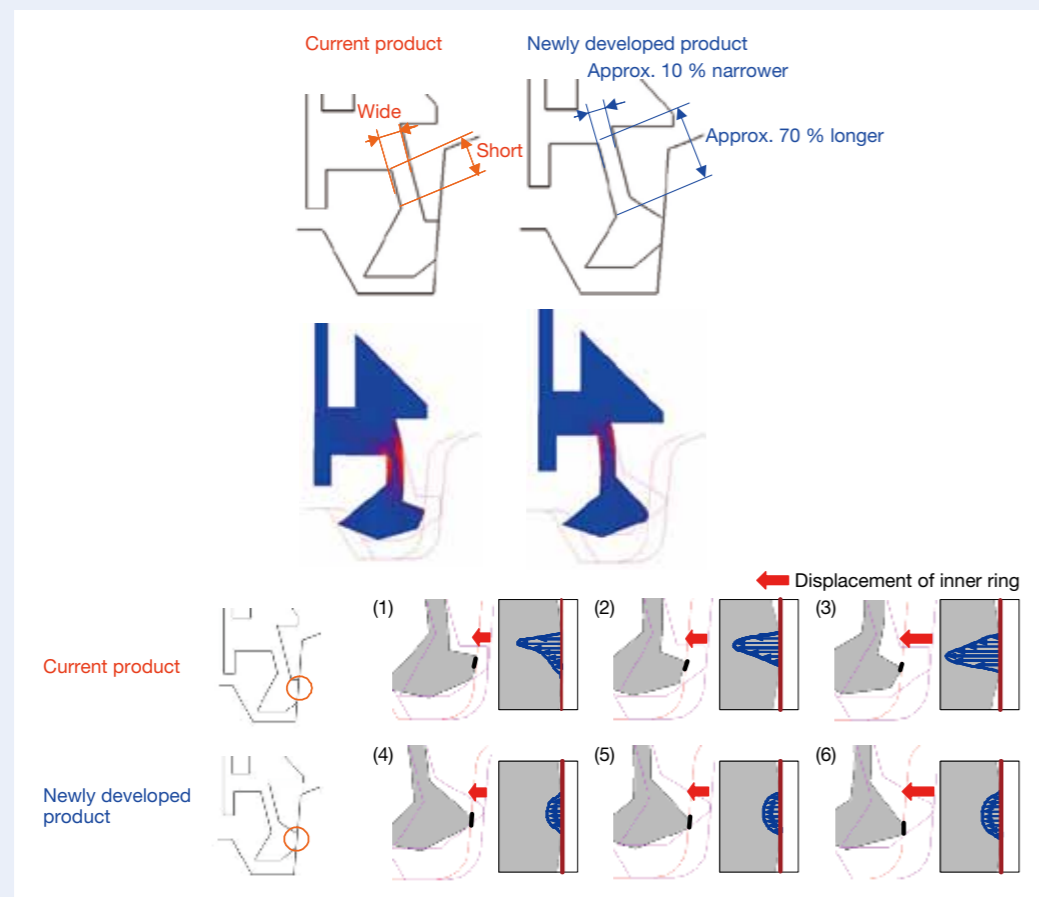 Current product
Newly developed product
Approx. 10 % narrower
Wide
Short
Approx. 70 % longer
Displacement of inner ring
(1)
(2)
(3)
Current product
(4)
(5)
(6)
Newly developed
product